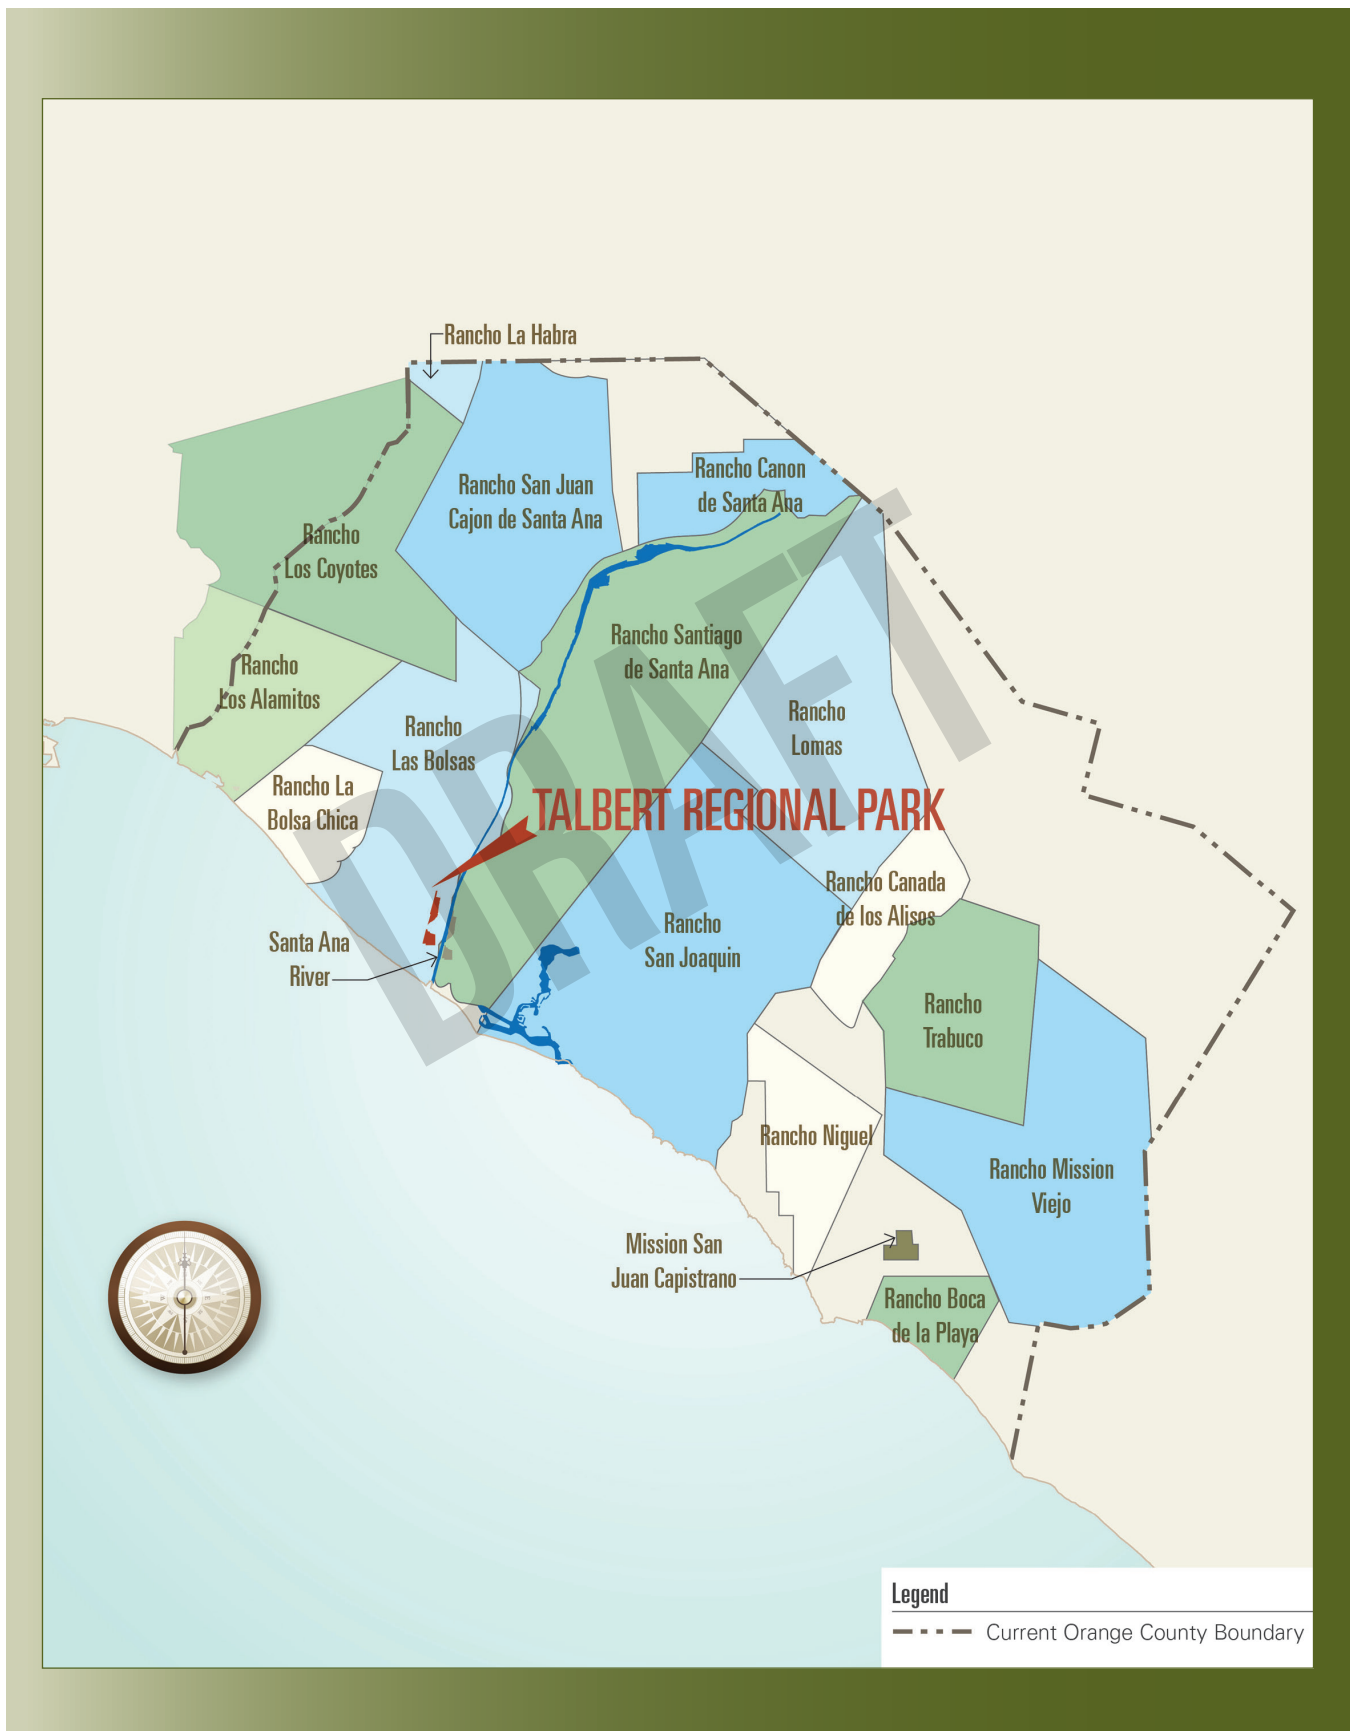 Rancho La Habra
Rancho Canon
de Santa Ana
Rancho San Juan
Cajon de Santa Ana
Rancho
Los Coyotes
Rancho Santiago
de Santa Ana
Rancho
Los Alamitos
Rancho
Las Bolsas
Rancho
Lomas
Rancho La
Bolsa Chica
TALBERT REGIONAL PARK
Rancho Canada
de los Alisos
Rancho
San Joaquin
Santa Ana
River
Rancho
Trabuco
Rancho Niguel
Rancho Mission
Viejo
Mission San
Juan Capistrano
Rancho Boca
de la Playa
DRAFT
Legend
Current Orange County Boundary